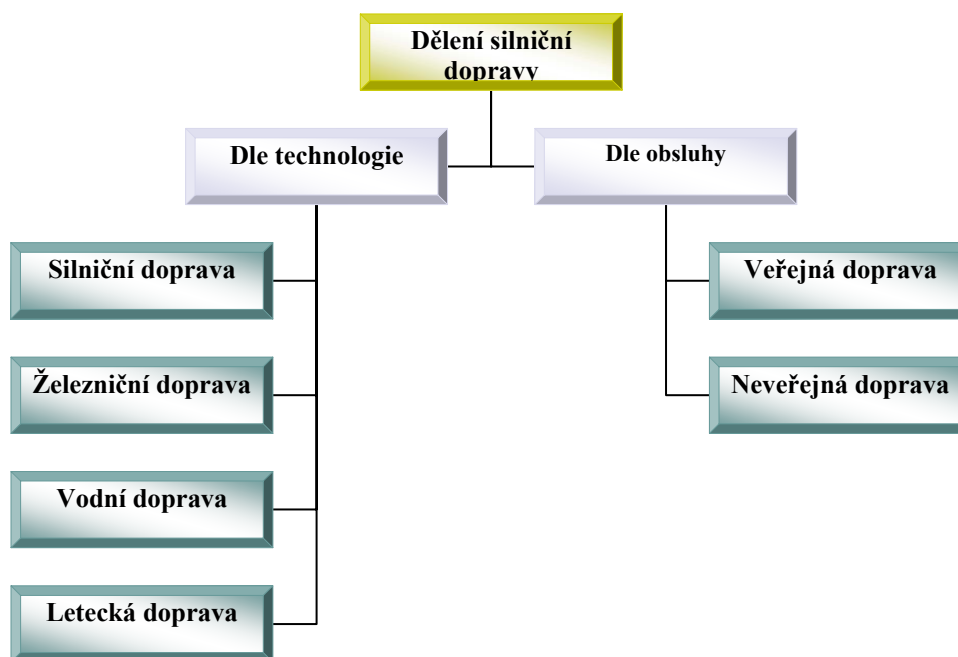 Dělení silniční
dopravy
Dle technologie
Dle obsluhy
Silniční doprava
Veřejná doprava
Železniční doprava
Neveřejná doprava
Vodní doprava
Letecká doprava